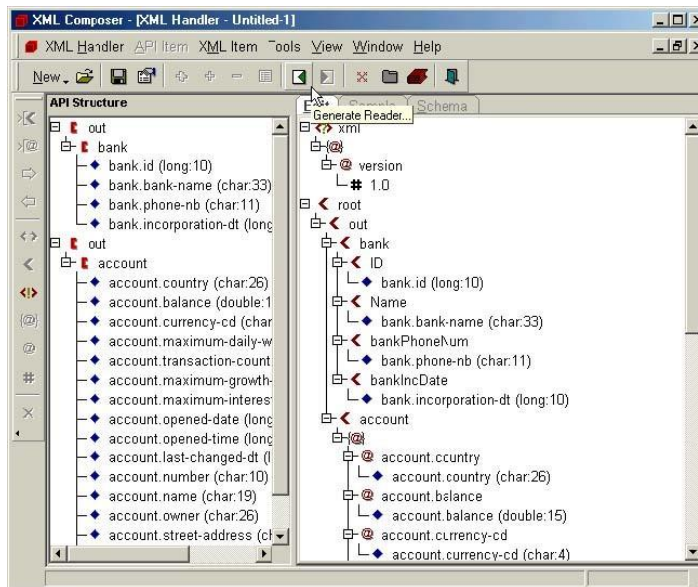 XML Composer - [XML Handler - Untitled-1]
XML Handler API Item XML Item Tools View Window Help
New
API Structure
Edit Sample Schema
Generate Reader...
out
bank
bank.id (long:10)
bank.bank-name (char:33)
bank.phone-nb (char:11)
bank.incorporation-dt (long
out
account
account.country (char:26)
account.balance (double:1
account.currency-cd (char
account.maximum-daily-w
account.transaction-count
account.maximum-growth-
account.maximum-interes
account.opened-date (long
account.opened-time (long
account.last-changed-dt (l
account.number (char:10)
account.name (char:19)
account.owner (char:26)
account.street-address (ch
xml
version
# 1.0
root
out
bank
ID
bank.id (long:10)
Name
bank.bank-name (char:33)
bankPhoneNum
bank.phone-nb (char:11)
bankIncDate
bank.incorporation-dt (long:10)
account
account.country
account.country (char:26)
account.balance
account.balance (double:15)
account.currency-cd
account.currency-cd (char:4)